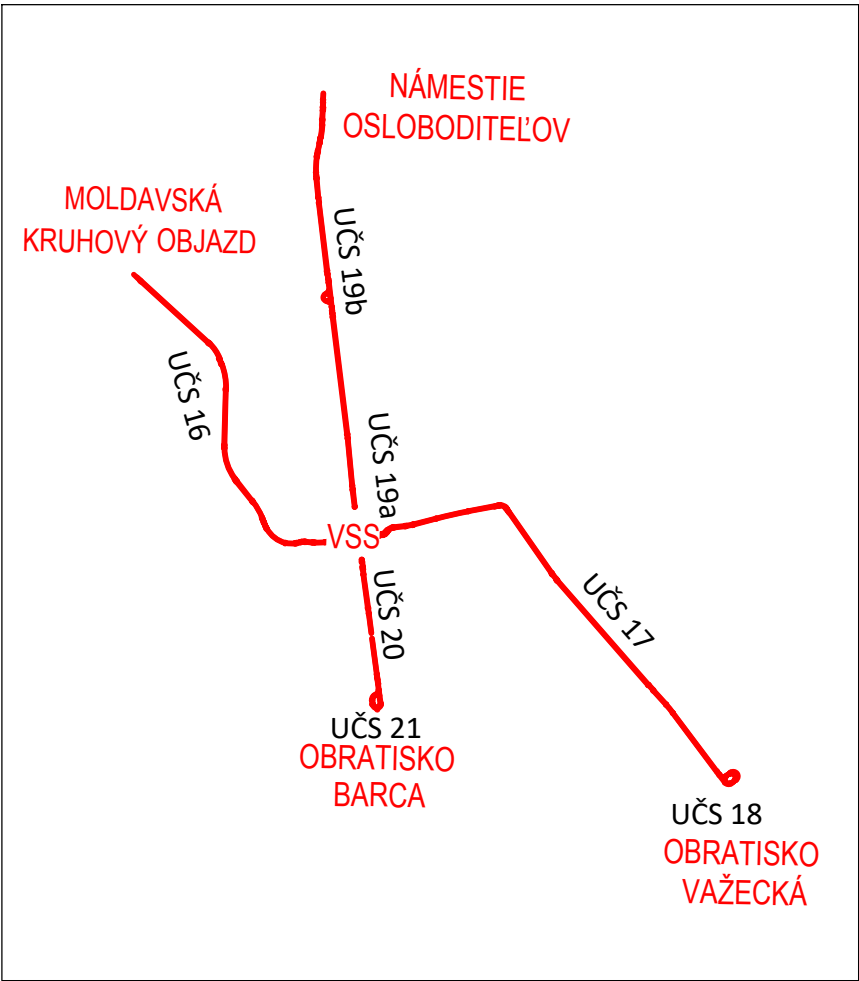 NÁMESTIE
OSLOBODITEĽOV
MOLDAVSKÁ
KRUHOVÝ OBJAZD
UČS 19b
UČS 16
UČS 19a
VSS
UČS 20
UČS 17
UČS 21
OBRATISKO
BARCA
UČS 18
OBRATISKO
VAŽECKÁ